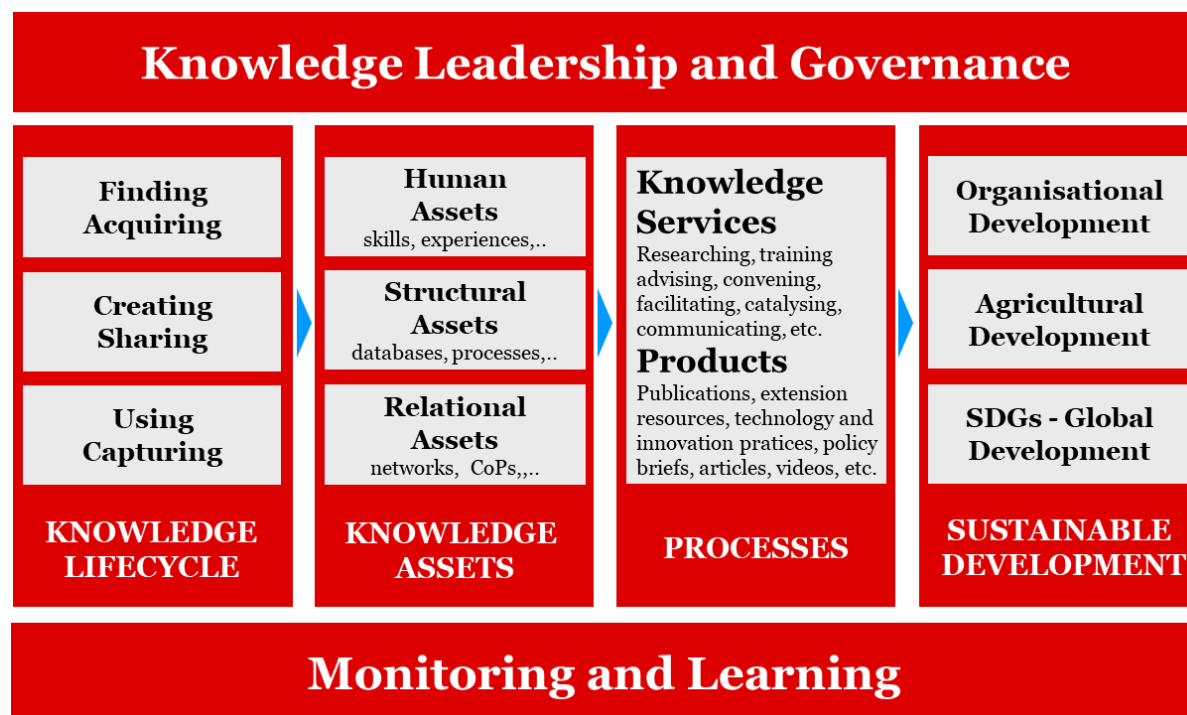 Knowledge Leadership and Governance
Finding
Acquiring
Creating
Sharing
Using
Capturing
KNOWLEDGE
LIFECYCLE
Human
Assets
skills, experiences,..
Structural
Assets
databases, processes,..
Relational
Assets
networks, CoPs,,..
KNOWLEDGE
ASSETS
Knowledge
Services
Researching, training
advising, convening,
facilitating, catalysing,
communicating, etc.
Products
Publications, extension
resources, technology and
innovation pratices, policy
briefs, articles, videos, etc.
PROCESSES
Organisational
Development
Agricultural
Development
SDGs - Global
Development
SUSTAINABLE
DEVELOPMENT
Monitoring and Learning